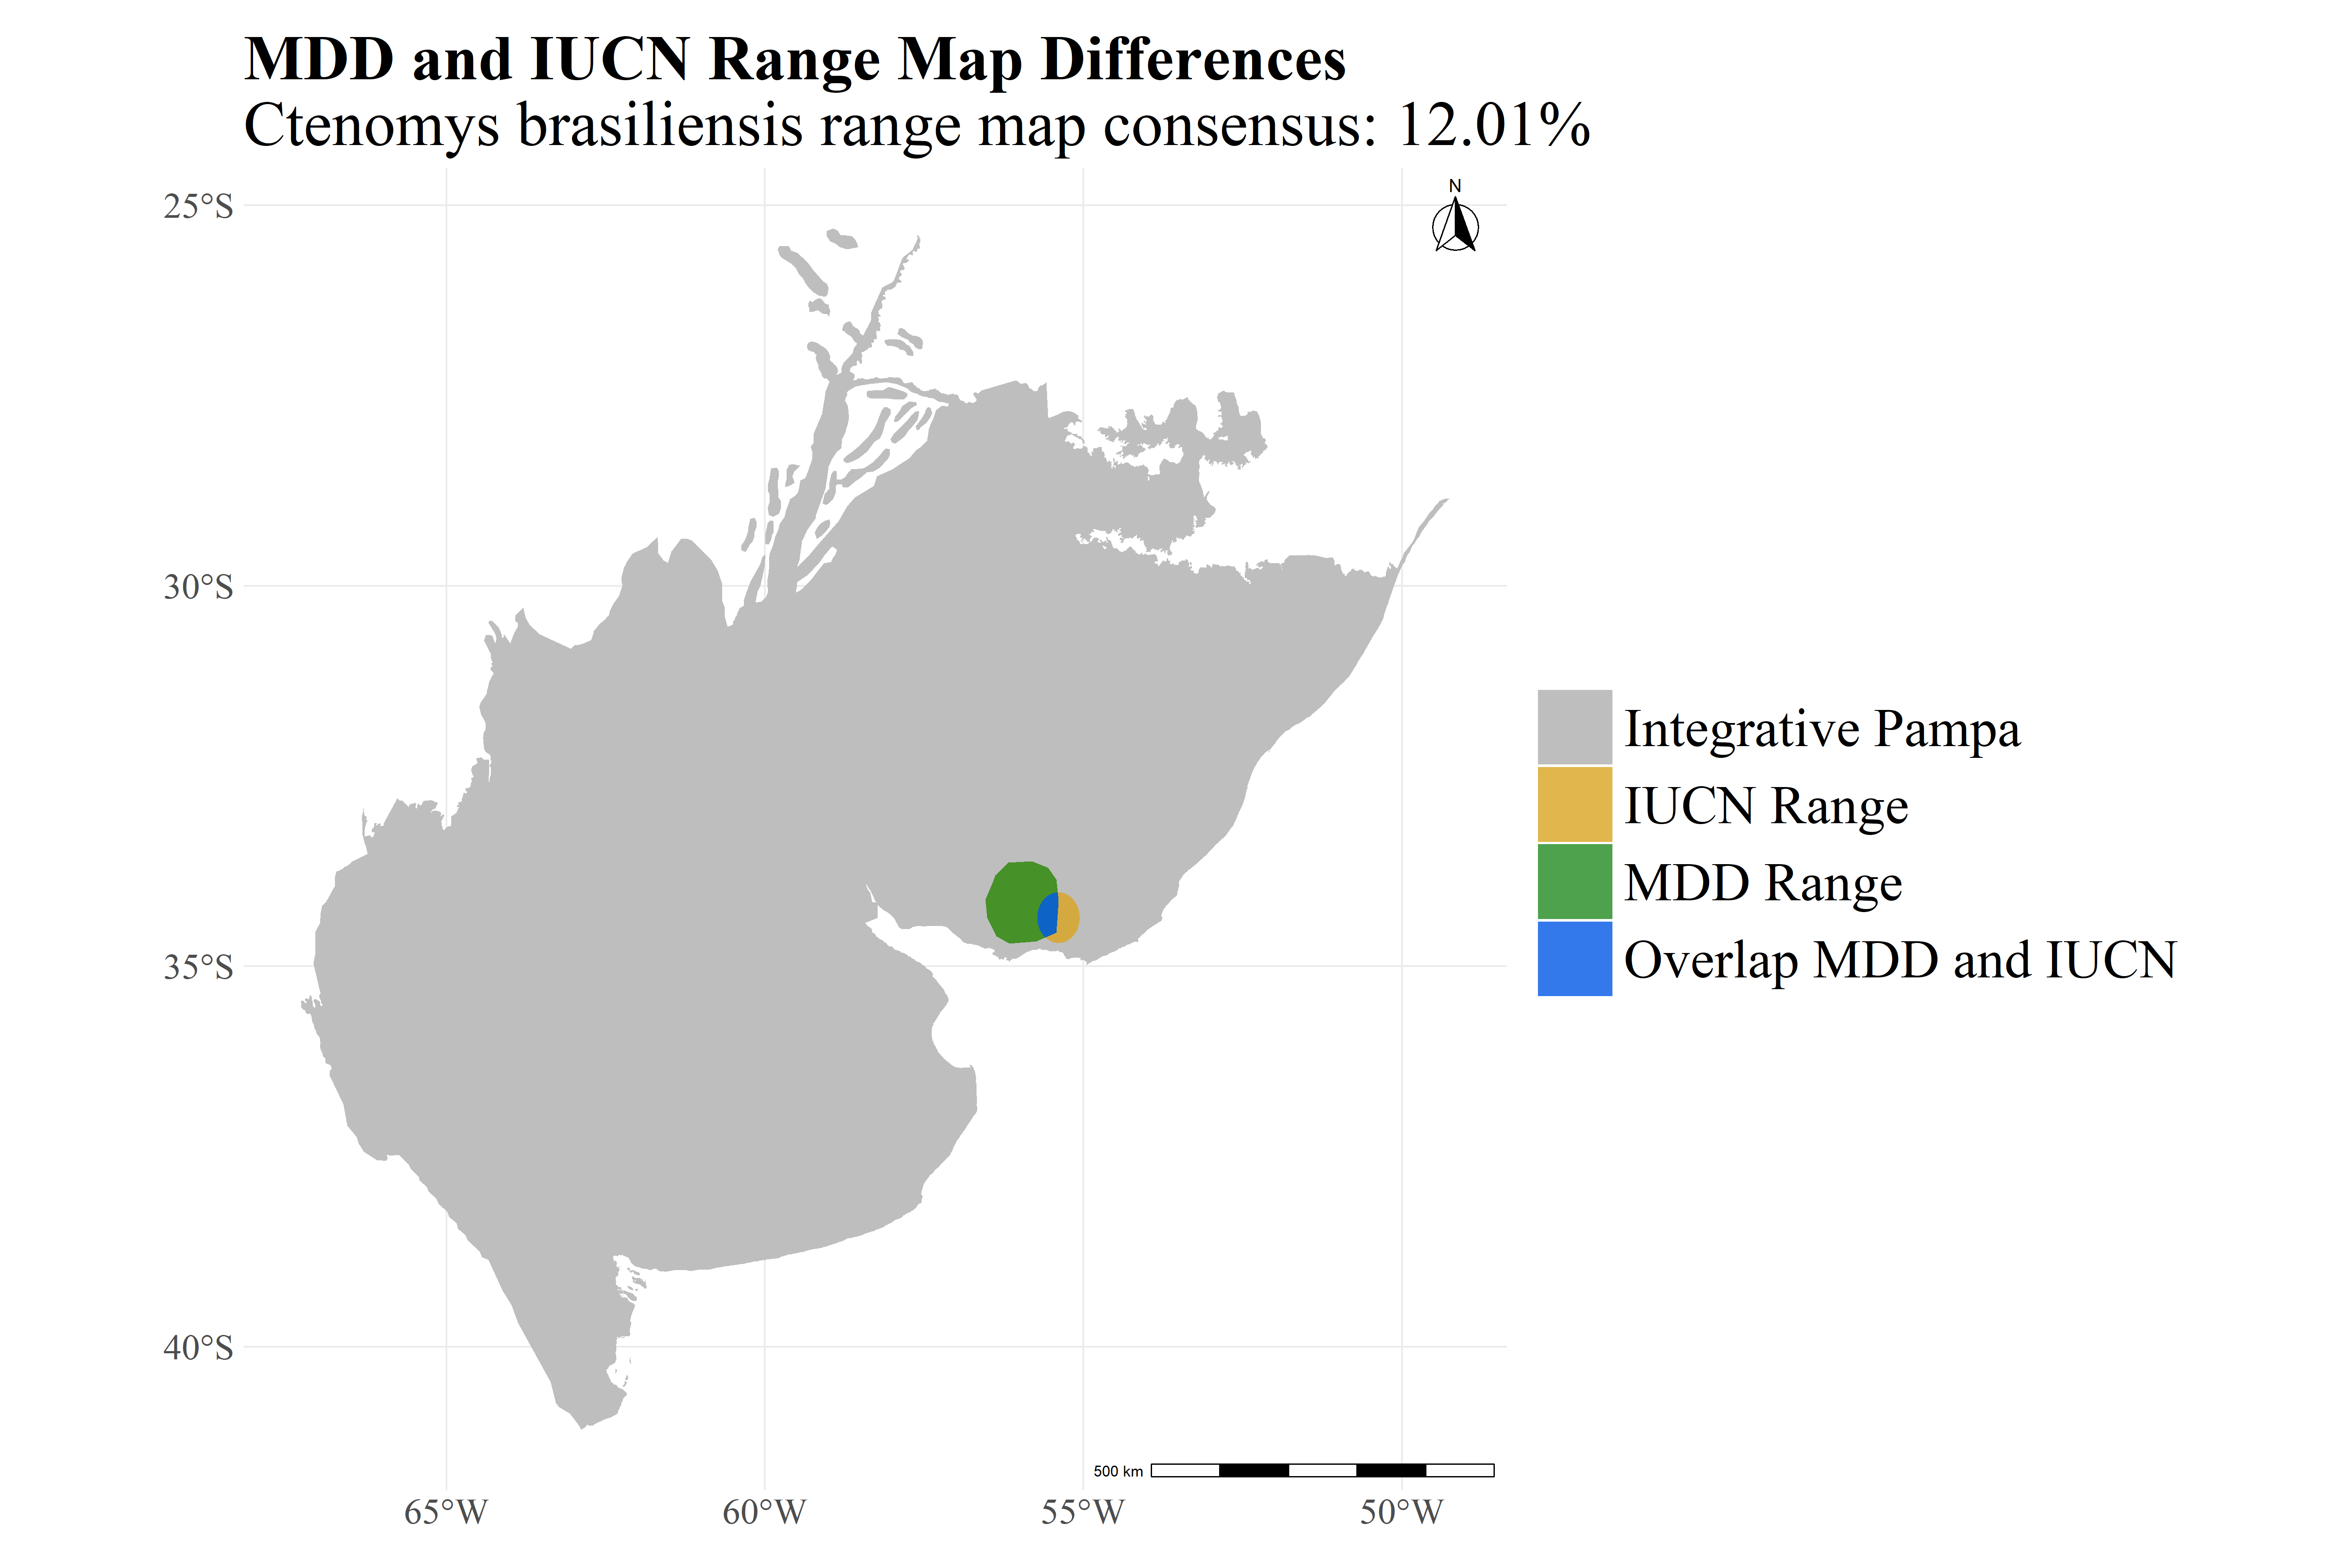 MDD and IUCN Range Map Differences
Ctenomys brasiliensis range map consensus: 12.01%
25°S
30°S
35°S
40°S
N
500 km
65°W 60°W 55°W 50°W
Integrative Pampa
IUCN Range
MDD Range
Overlap MDD and IUCN